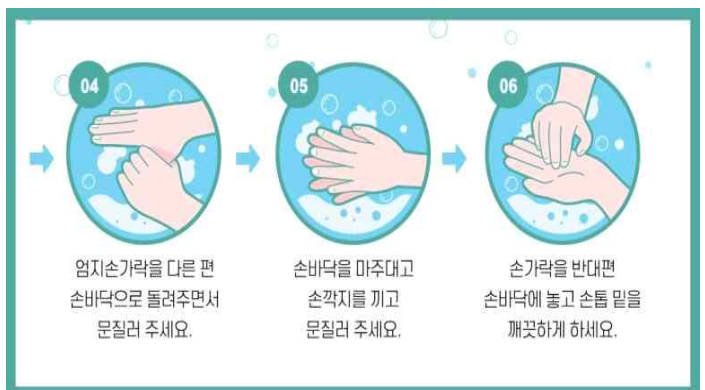 04
엄지손가락을 다른 편
손바닥으로 돌려주면서
문질러 주세요.
05
손바닥을 마주대고
손깍지를 끼고
문질러 주세요.
06
손가락을 반대편
손바닥에 놓고 손톱 밑을
깨끗하게 하세요.